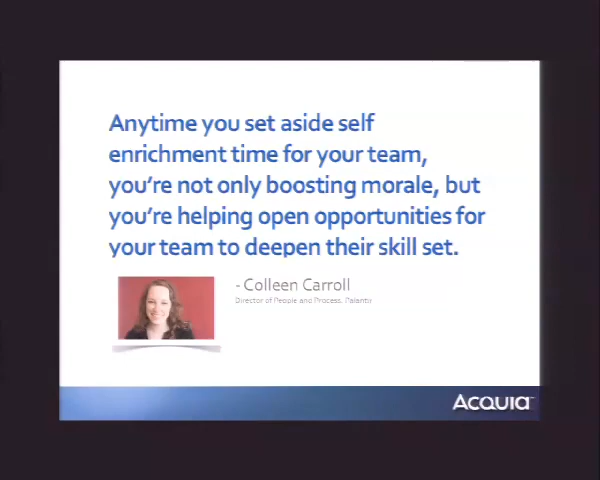 Anytime you set aside self
enrichment time for your team,
you're not only boosting morale, but
you're helping open opportunities for
your team to deepen their skill set.
- Colleen Carroll
Director of People and Process, Palantir
ACQUIA